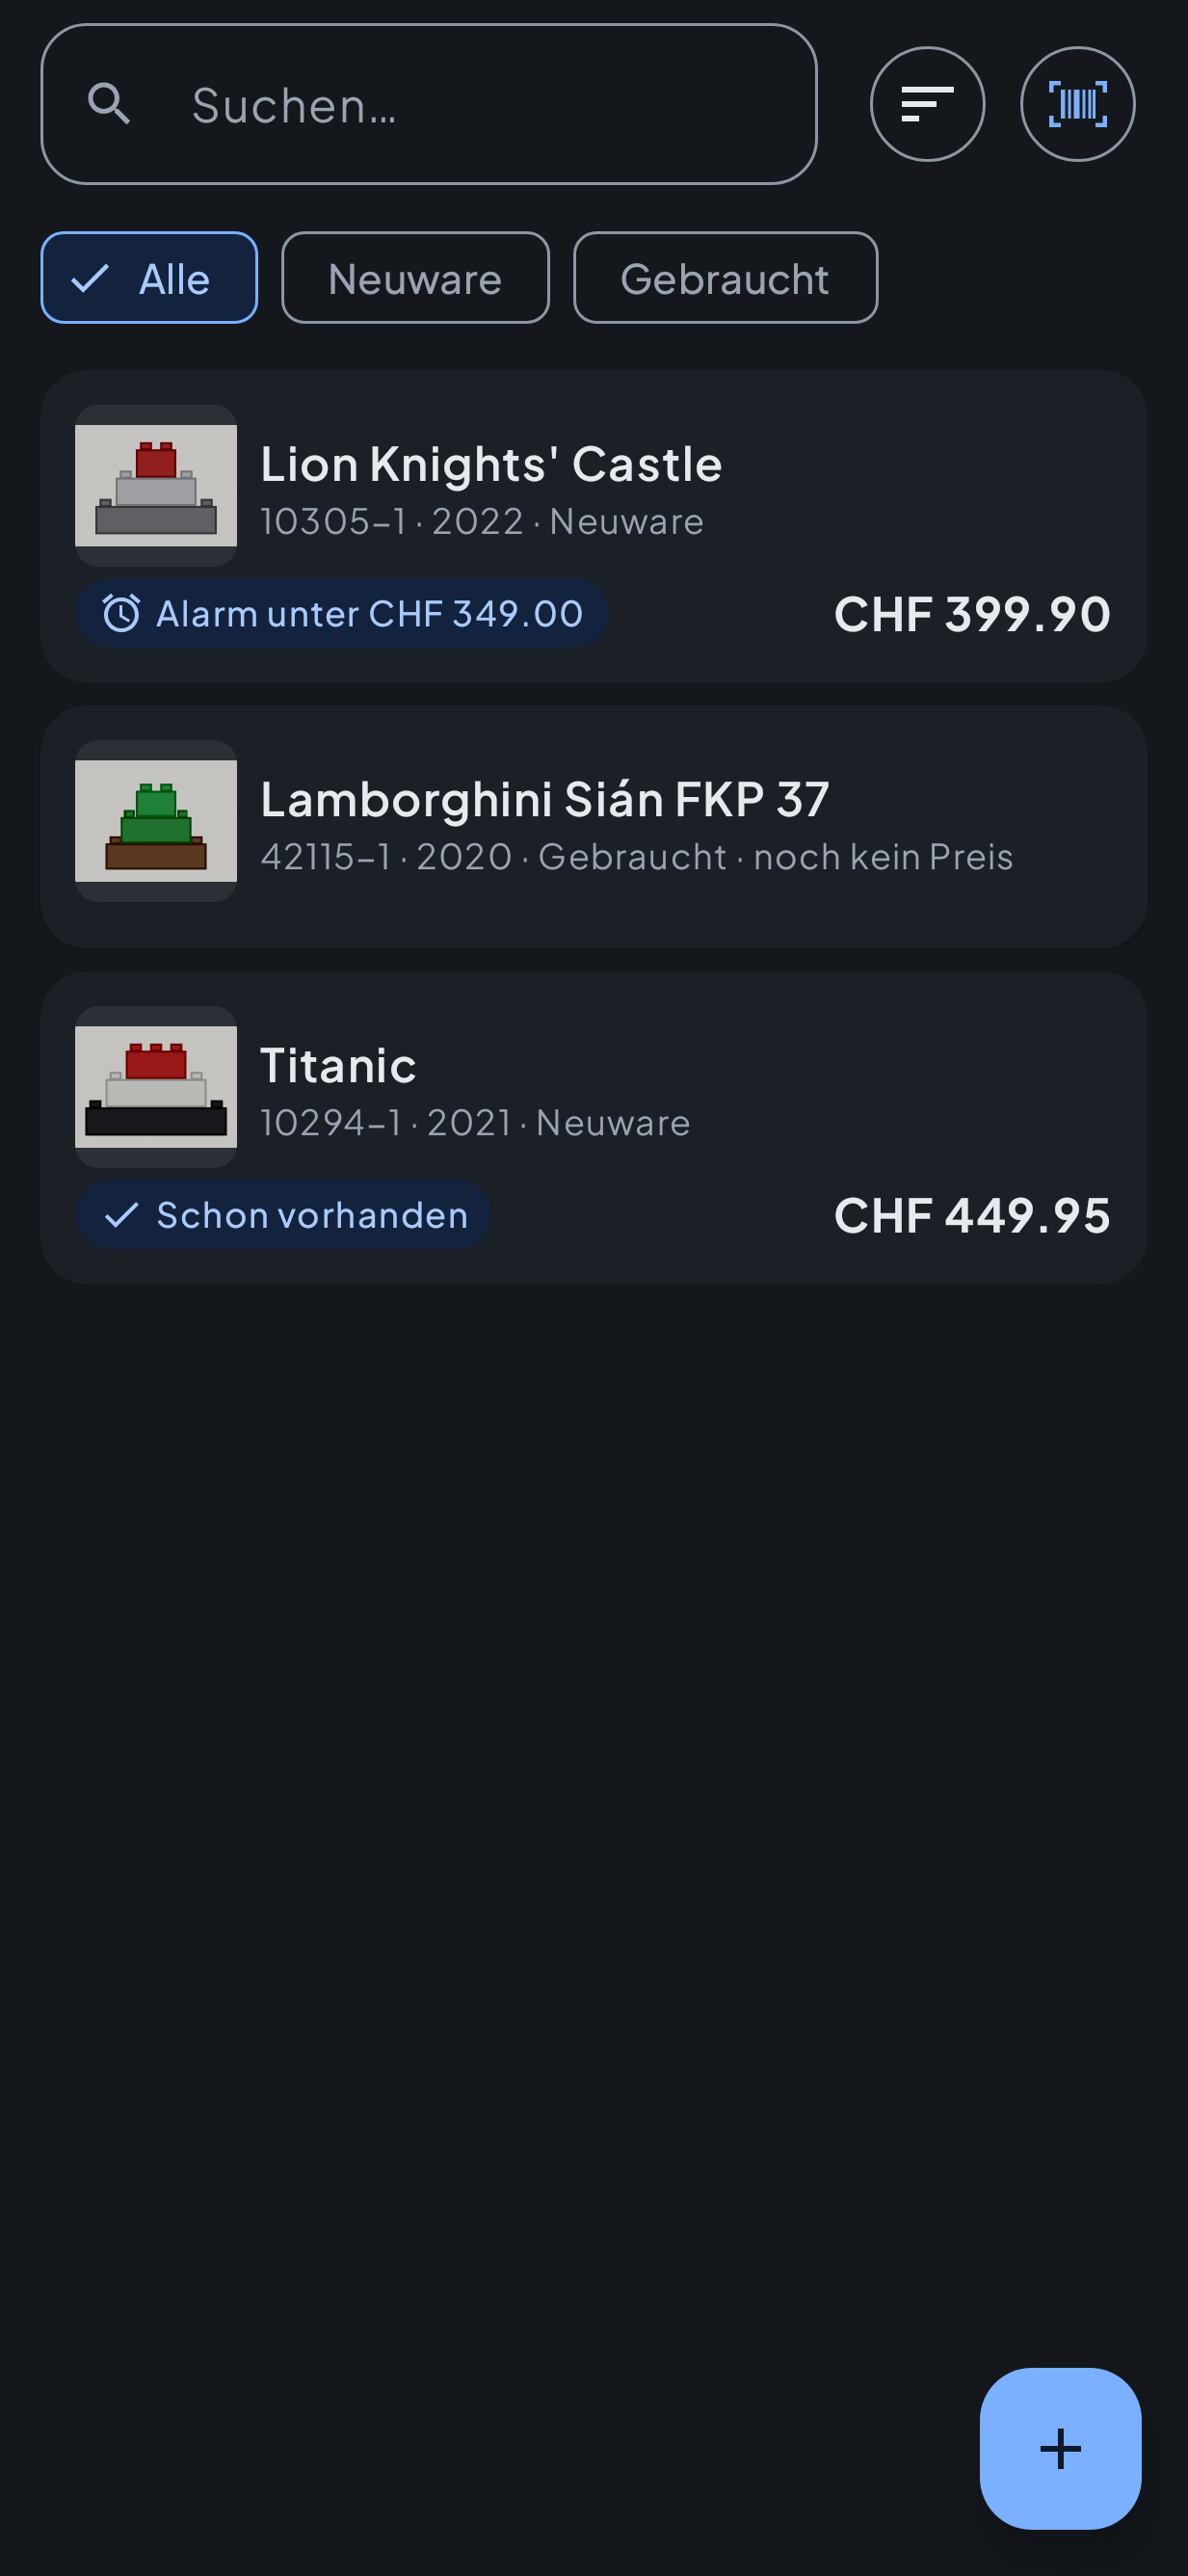 Suchen…
Alle
Neuware
Gebraucht
Lion Knights' Castle
10305-1 · 2022 · Neuware
Alarm unter CHF 349.00
CHF 399.90
Lamborghini Sián FKP 37
42115-1 · 2020 · Gebraucht · noch kein Preis
Titanic
10294-1 · 2021 · Neuware
Schon vorhanden
CHF 449.95